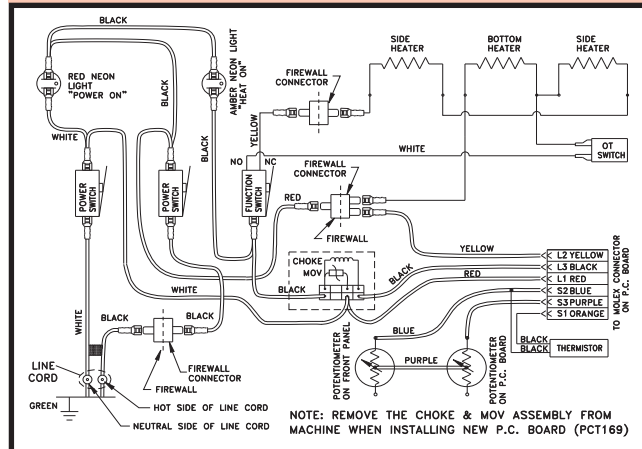 BLACK
SIDE
HEATER
BOTTOM
HEATER
SIDE
HEATER
RED NEON
LIGHT
"POWER ON"
BLACK
AMBER NEON LIGHT
"HEAT ON"
FIREWALL
CONNECTOR
YELLOW
WHITE
BLACK
NO
NC
WHITE
OT
SWITCH
POWER
SWITCH
POWER
SWITCH
FUNCTION
SWITCH
FIREWALL
CONNECTOR
RED
FIREWALL
YELLOW
CHOKE
MOV
BLACK
BLACK
RED
WHITE
L2 YELLOW
L3 BLACK
L1 RED
S2 BLUE
S3 PURPLE
S1 ORANGE
TO MOLEX CONNECTOR
ON P.C. BOARD
WHITE
BLACK
BLACK
BLUE
PURPLE
BLACK
BLACK
THERMISTOR
POTENTIOMETER
ON FRONT PANEL
POTENTIOMETER
ON P.C. BOARD
LINE
CORD
FIREWALL
CONNECTOR
FIREWALL
GREEN
HOT SIDE OF LINE CORD
NEUTRAL SIDE OF LINE CORD
NOTE: REMOVE THE CHOKE & MOV ASSEMBLY FROM
MACHINE WHEN INSTALLING NEW P.C. BOARD (PCT169)